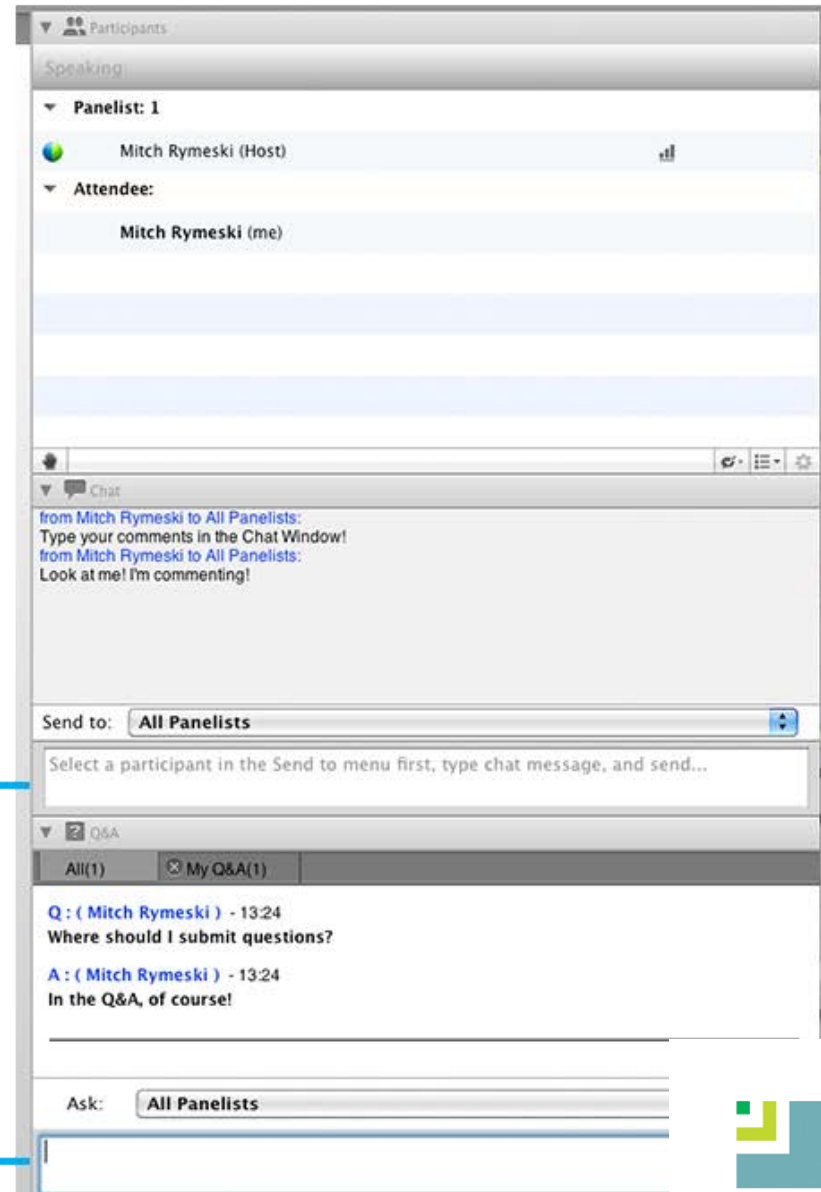 Participants
Speaking:
Panelist: 1
Mitch Rymeski (Host)
Attendee:
Mitch Rymeski (me)
Chat
from Mitch Rymeski to All Panelists:
Type your comments in the Chat Window!
from Mitch Rymeski to All Panelists:
Look at me! I'm commenting!
Send to: All Panelists
Select a participant in the Send to menu first, type chat message, and send...
Q&A
All(1) My Q&A(1)
Q : ( Mitch Rymeski ) - 13:24
Where should I submit questions?
A : ( Mitch Rymeski ) - 13:24
In the Q&A, of course!
Ask: All Panelists